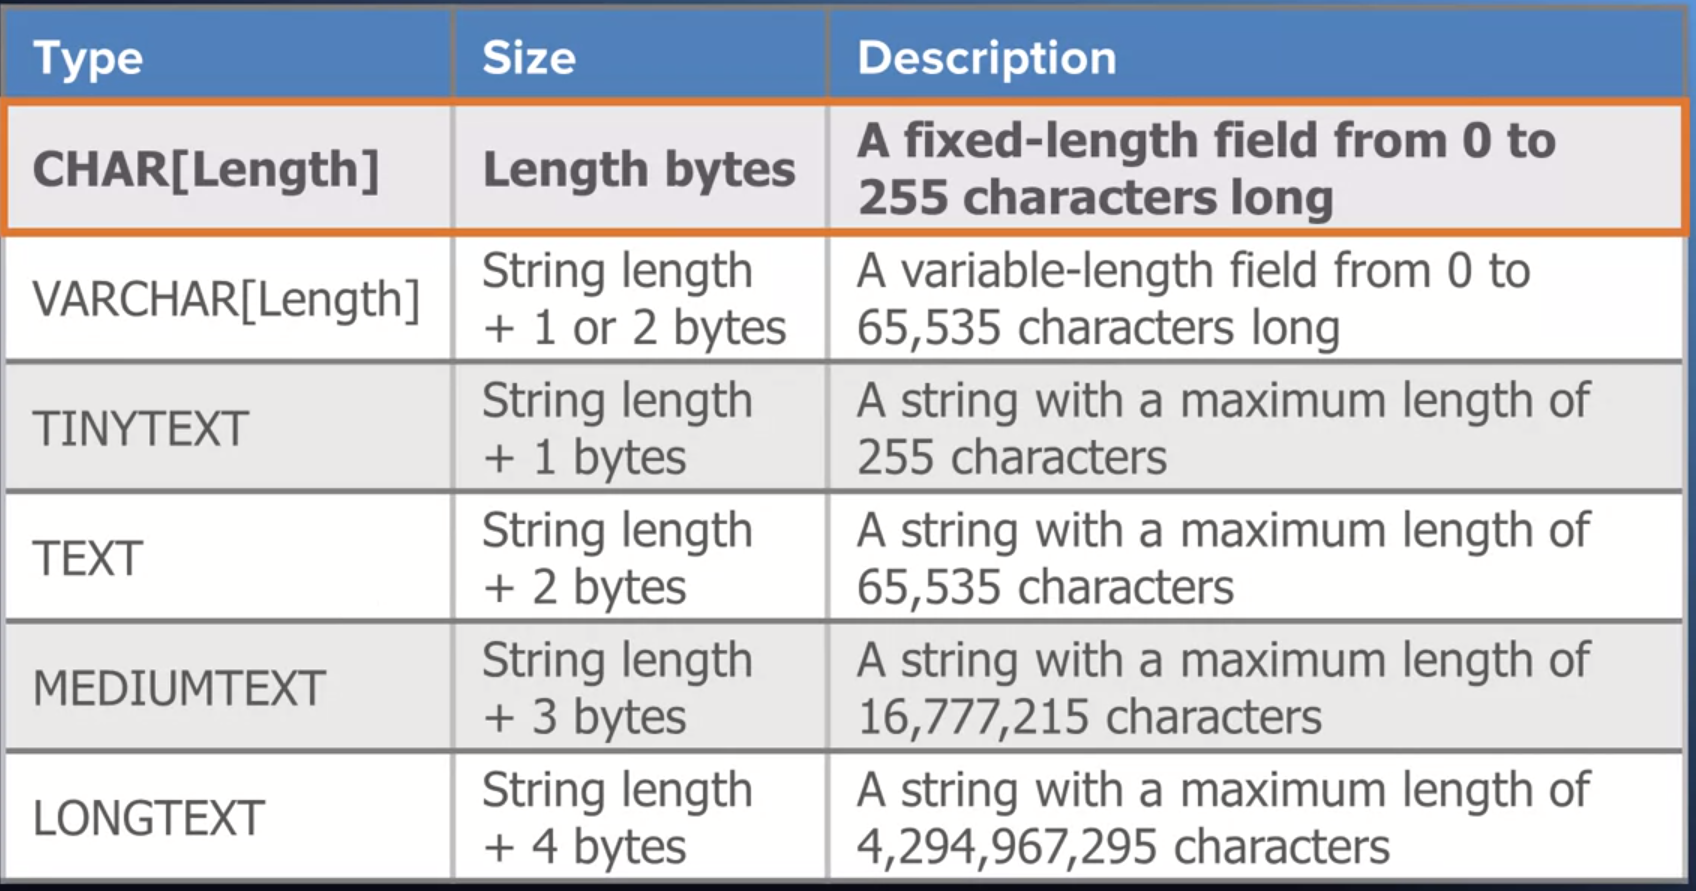 Type Size Description
CHAR[Length] Length bytes A fixed-length field from 0 to
255 characters long
VARCHAR[Length] String length
+ 1 or 2 bytes A variable-length field from 0 to
65,535 characters long
TINYTEXT String length
+ 1 bytes A string with a maximum length of
255 characters
TEXT String length
+ 2 bytes A string with a maximum length of
65,535 characters
MEDIUMTEXT String length
+ 3 bytes A string with a maximum length of
16,777,215 characters
LONGTEXT String length
+ 4 bytes A string with a maximum length of
4,294,967,295 characters